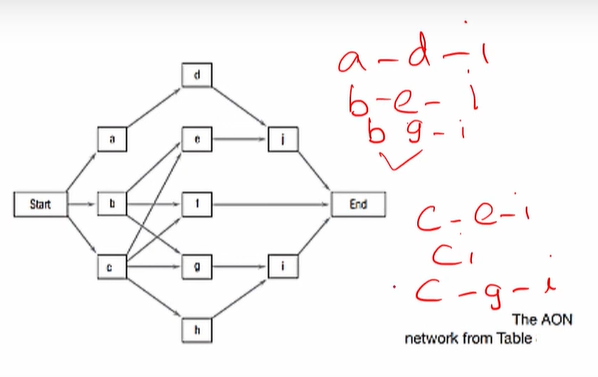 d
a
e
i
Start
b
f
End
c
g
i
h
a-d-i
b-e-i
b g-i
c-e-i
c i
c-g-i
The AON
network from Table